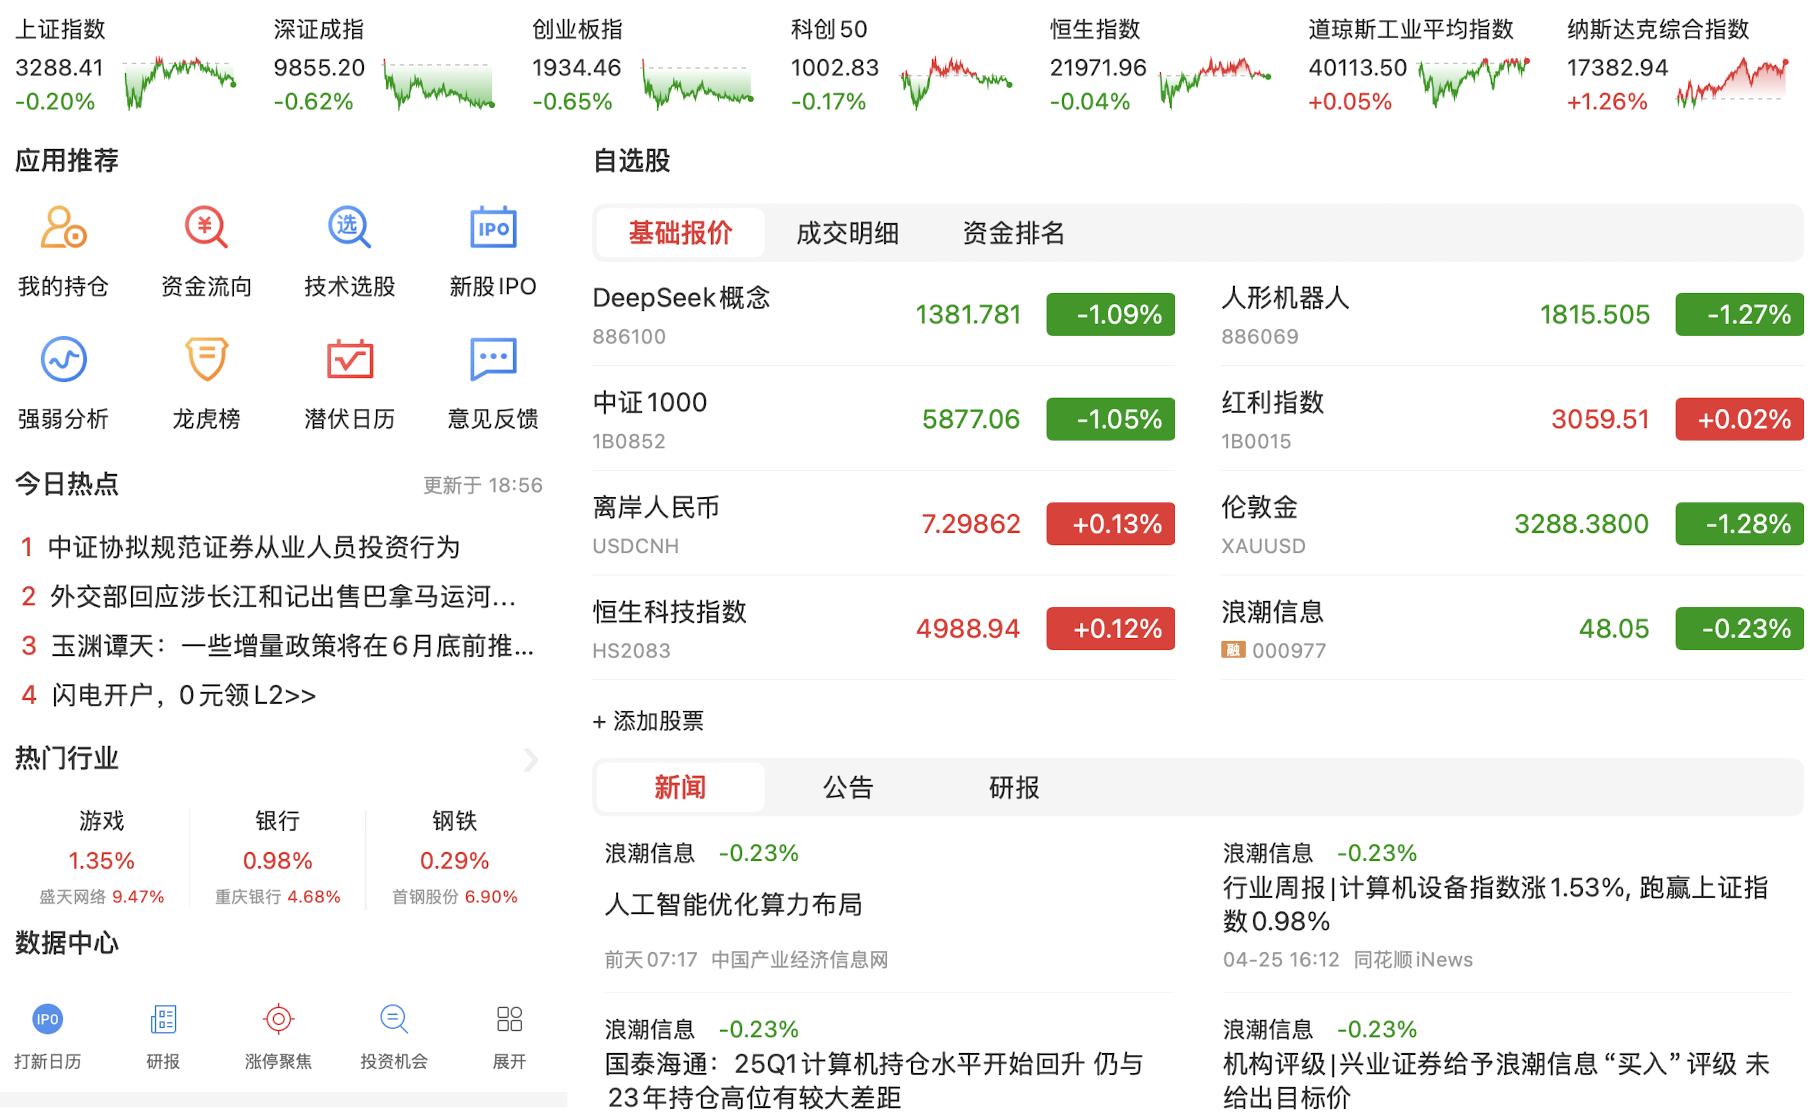 上证指数
3288.41
-0.20%
深证成指
9855.20
-0.62%
创业板指
1934.46
-0.65%
科创50
1002.83
-0.17%
恒生指数
21971.96
-0.04%
道琼斯工业平均指数
40113.50
+0.05%
纳斯达克综合指数
17382.94
+1.26%
应用推荐
我的持仓
资金流向
选
技术选股
IPO
新股IPO
强弱分析
龙虎榜
潜伏日历
意见反馈
今日热点
更新于 18:56
1 中证协拟规范证券从业人员投资行为
2 外交部回应涉长江和记出售巴拿马运河...
3 玉渊谭天：一些增量政策将在6月底前推...
4 闪电开户，0元领L2>>
热门行业
游戏
1.35%
盛天网络 9.47%
银行
0.98%
重庆银行 4.68%
钢铁
0.29%
首钢股份 6.90%
数据中心
IPO
打新日历
研报
涨停聚焦
投资机会
展开
自选股
基础报价 成交明细 资金排名
DeepSeek概念
886100
1381.781
-1.09%
人形机器人
886069
1815.505
-1.27%
中证1000
1B0852
5877.06
-1.05%
红利指数
1B0015
3059.51
+0.02%
离岸人民币
USDCNH
7.29862
+0.13%
伦敦金
XAUUSD
3288.3800
-1.28%
恒生科技指数
HS2083
4988.94
+0.12%
浪潮信息
融 000977
48.05
-0.23%
+ 添加股票
新闻 公告 研报
浪潮信息 -0.23%
人工智能优化算力布局
前天07:17 中国产业经济信息网
浪潮信息 -0.23%
行业周报|计算机设备指数涨1.53%, 跑赢上证指
数0.98%
04-25 16:12 同花顺iNews
浪潮信息 -0.23%
国泰海通：25Q1计算机持仓水平开始回升 仍与
23年持仓高位有较大差距
浪潮信息 -0.23%
机构评级|兴业证券给予浪潮信息“买入”评级 未
给出目标价